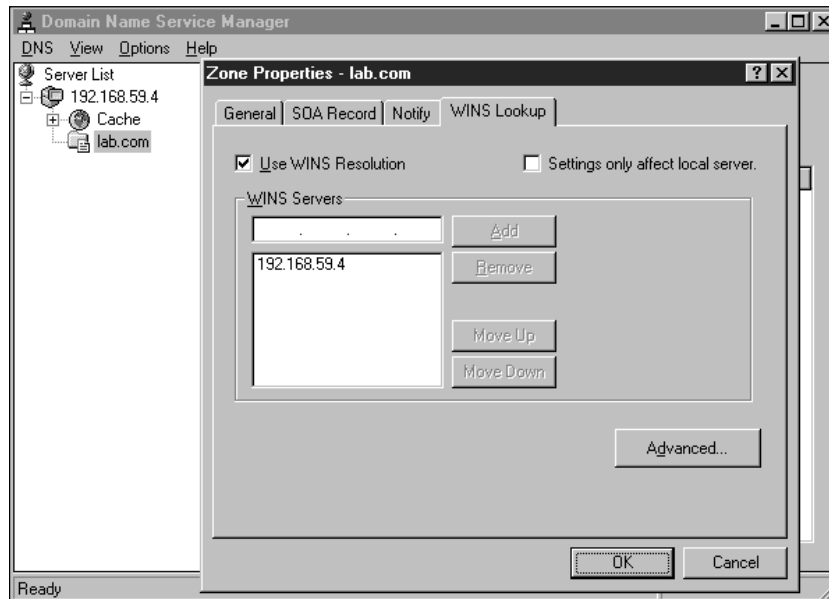 Domain Name Service Manager
DNS View Options Help
Server List
192.168.59.4
Cache
lab.com
Zone Properties - lab.com
General
SOA Record
Notify
WINS Lookup
Use WINS Resolution
Settings only affect local server.
WINS Servers
. . .
Add
192.168.59.4
Remove
Move Up
Move Down
Advanced...
OK
Cancel
Ready